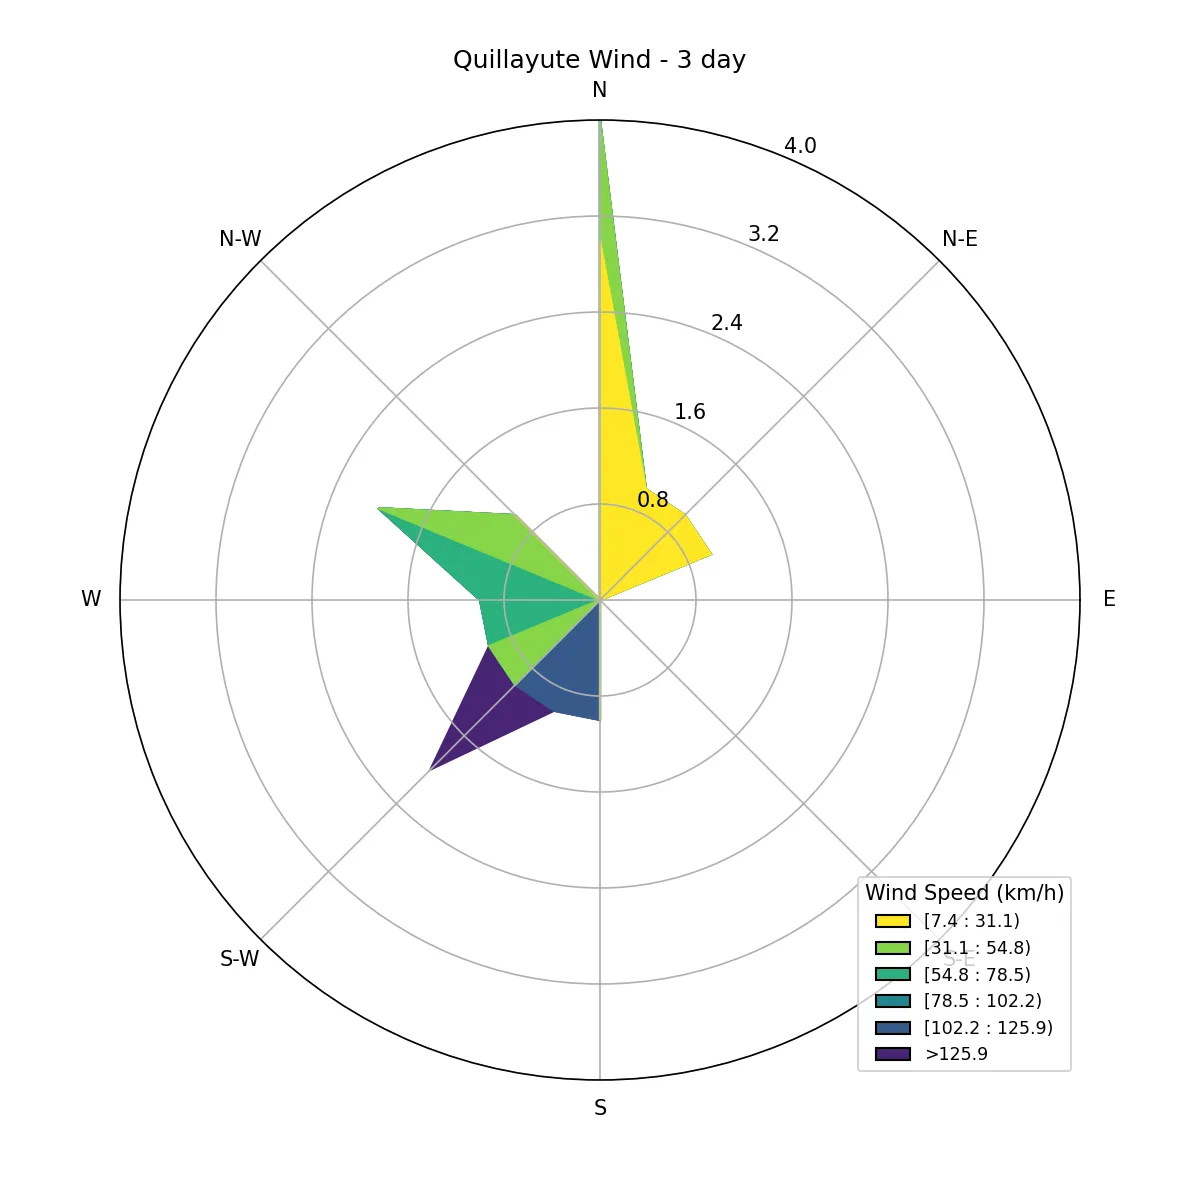 Quillayute Wind - 3 day
N
4.0
N-W
3.2
N-E
2.4
1.6
0.8
W
E
S-W
S-E
S
Wind Speed (km/h)
[7.4 : 31.1)
[31.1 : 54.8)
[54.8 : 78.5)
[78.5 : 102.2)
[102.2 : 125.9)
>125.9